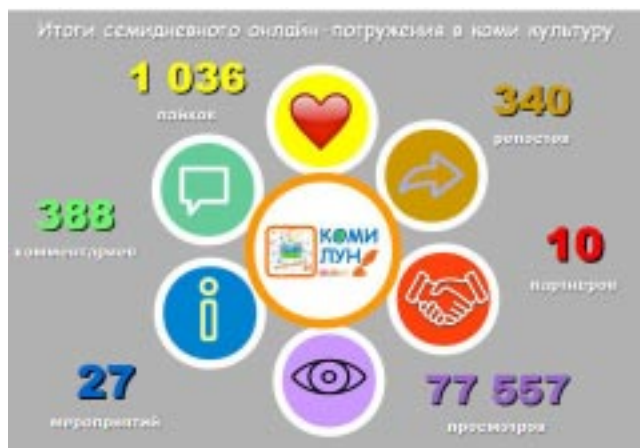 Итоги семидневного онлайн-погружения в коми культуру
1 036
лайков
340
репостов
388
комментариев
КОМИ
ЛУН
10
партнеров
27
мероприятий
77 557
просмотров